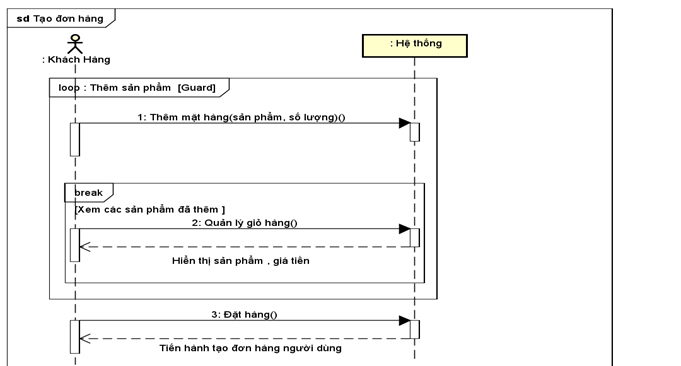 sd Tạo đơn hàng
: Khách Hàng
: Hệ thống
loop : Thêm sản phẩm [Guard]
1: Thêm mặt hàng(sản phẩm, số lượng)()
break
[Xem các sản phẩm đã thêm ]
2: Quản lý giỏ hàng()
Hiển thị sản phẩm , giá tiền
3: Đặt hàng()
Tiến hành tạo đơn hàng người dùng